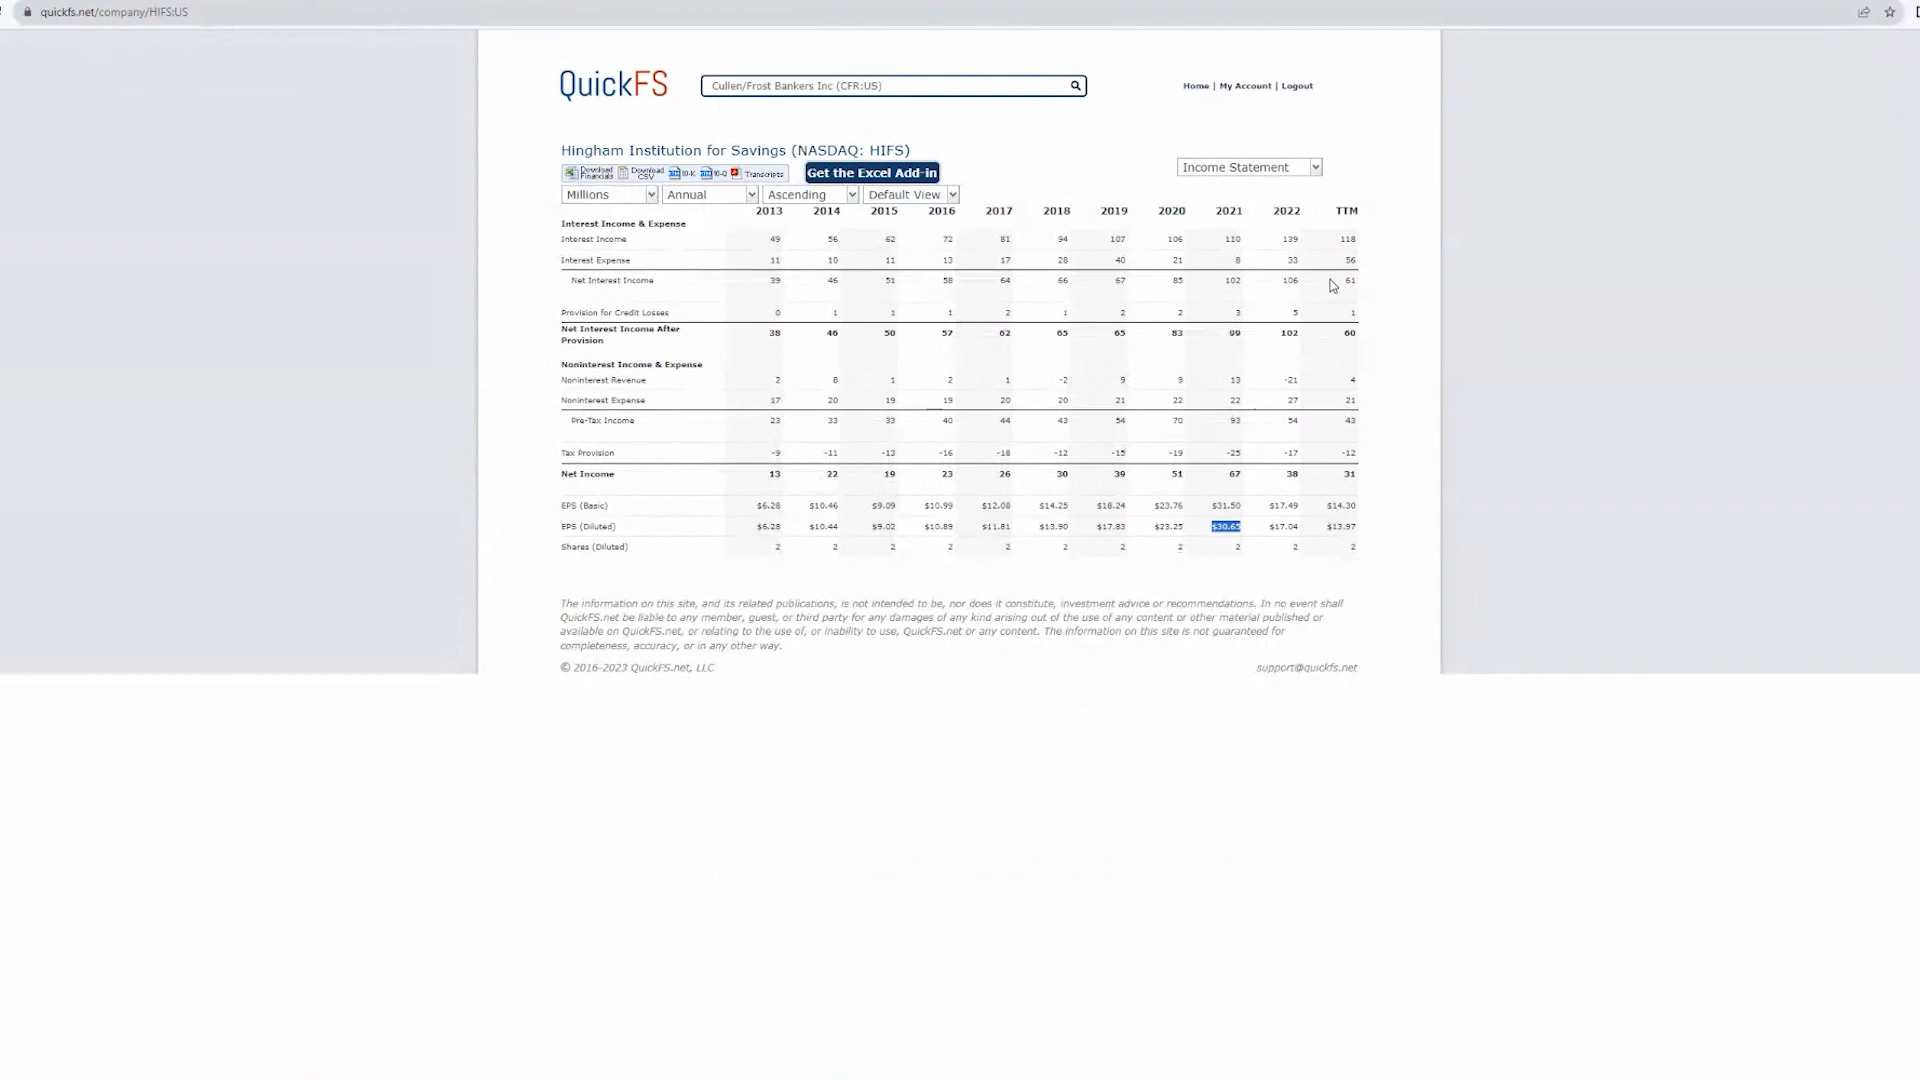 quickfs.net/company/HIFS:US
QuickFS
Cullen/Frost Bankers Inc (CFR:US)
Home | My Account | Logout
Hingham Institution for Savings (NASDAQ: HIFS)
Download Financials Download CSV 10-K 10-Q Transcripts Get the Excel Add-in
Income Statement
Millions Annual Ascending Default View
2013 2014 2015 2016 2017 2018 2019 2020 2021 2022 TTM
Interest Income & Expense
Interest Income 49 56 62 72 81 94 107 106 110 139 118
Interest Expense 11 10 11 13 17 28 40 21 8 33 56
Net Interest Income 39 46 51 58 64 66 67 85 102 106 61
Provision for Credit Losses 0 1 1 1 2 1 2 2 3 5 1
Net Interest Income After
Provision 38 46 50 57 62 65 65 83 99 102 60
Noninterest Income & Expense
Noninterest Revenue 2 8 1 2 1 -2 9 9 13 -21 4
Noninterest Expense 17 20 19 19 20 20 21 22 22 27 21
Pre-Tax Income 23 33 33 40 44 43 54 70 93 54 43
Tax Provision -9 -11 -13 -16 -18 -12 -15 -19 -25 -17 -12
Net Income 13 22 19 23 26 30 39 51 67 38 31
EPS (Basic) $6.28 $10.46 $9.09 $10.99 $12.08 $14.25 $18.24 $23.76 $31.50 $17.49 $14.30
EPS (Diluted) $6.28 $10.44 $9.02 $10.89 $11.81 $13.90 $17.83 $23.25 $30.65 $17.04 $13.97
Shares (Diluted) 2 2 2 2 2 2 2 2 2 2 2
The information on this site, and its related publications, is not intended to be, nor does it constitute, investment advice or recommendations. In no event shall
QuickFS.net be liable to any member, guest, or third party for any damages of any kind arising out of the use of any content or other material published or
available on QuickFS.net, or relating to the use of, or inability to use, QuickFS.net or any content. The information on this site is not guaranteed for
completeness, accuracy, or in any other way.
© 2016-2023 QuickFS.net, LLC
support@quickfs.net